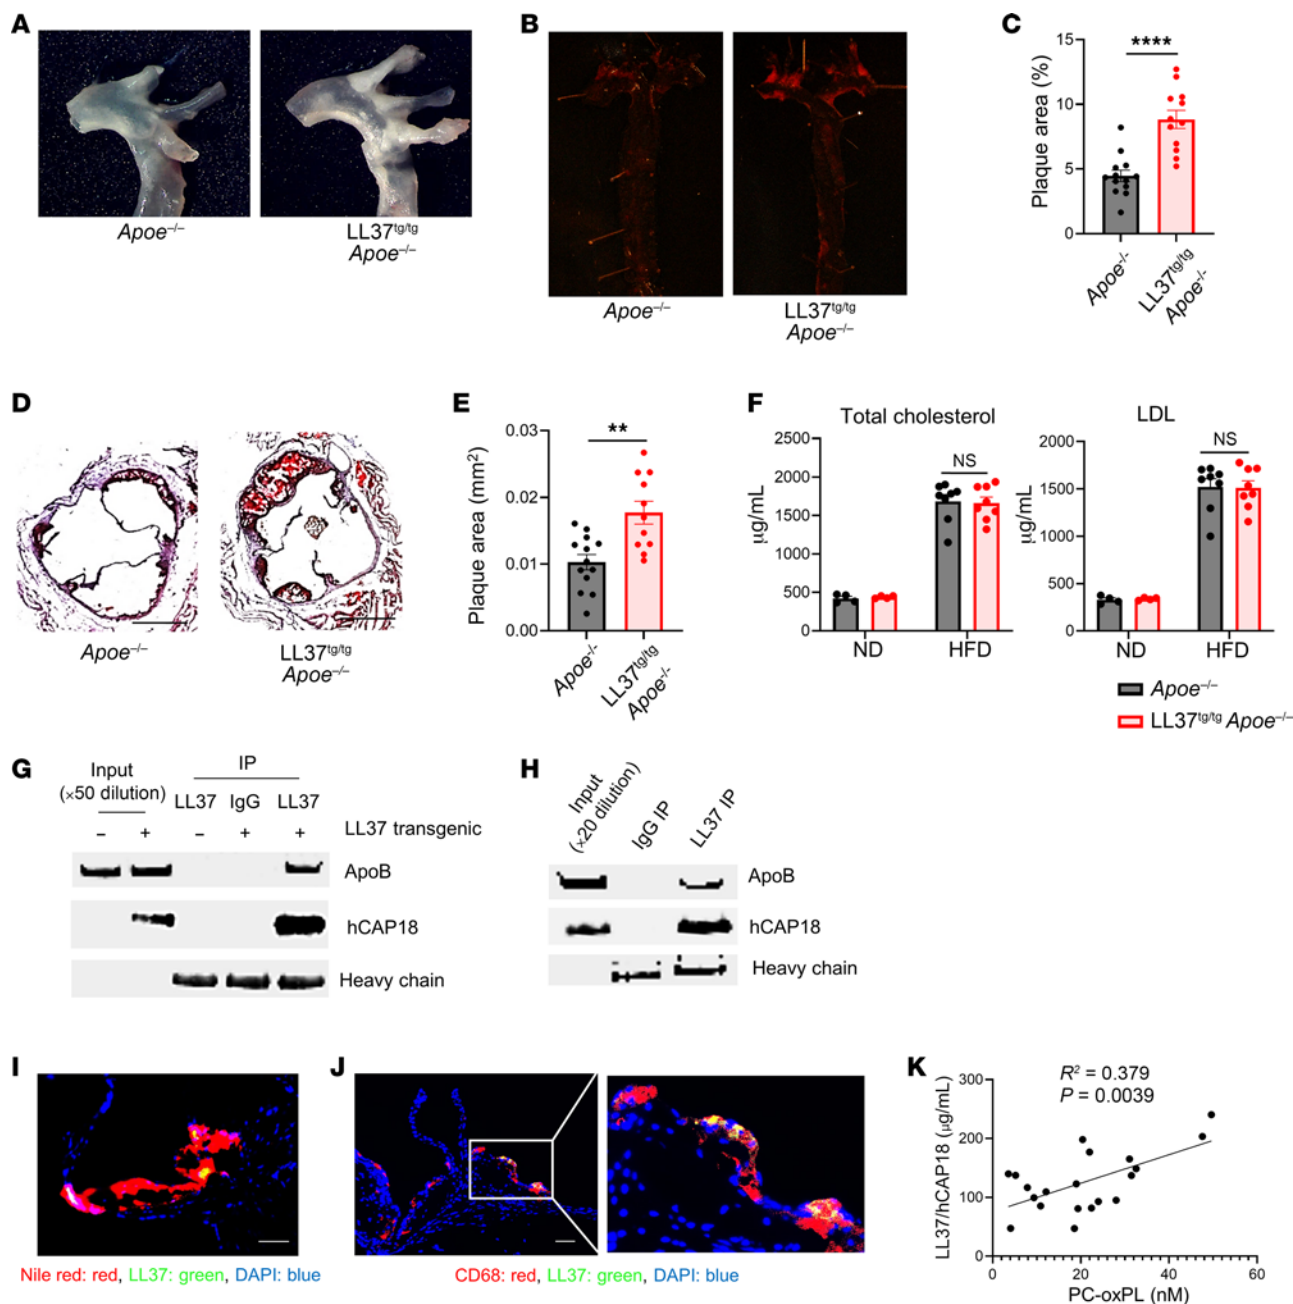 A
Apoe–/–
LL37tg/tg
Apoe–/–
B
Apoe–/–
LL37tg/tg
Apoe–/–
C
Plaque area (%)
15
10
5
0
****
Apoe-/-
LL37tg/tg
Apoe-/-
D
Apoe–/–
LL37tg/tg
Apoe–/–
E
Plaque area (mm2)
0.03
0.02
0.01
0.00
**
Apoe-/-
LL37tg/tg
Apoe-/-
F
Total cholesterol
µg/mL
2500
2000
1500
1000
500
0
NS
ND
HFD
LDL
µg/mL
2000
1500
1000
500
0
NS
ND
HFD
Apoe–/–
LL37tg/tg Apoe–/–
G
Input
(×50 dilution)
IP
LL37 IgG LL37
– + – + + LL37 transgenic
ApoB
hCAP18
Heavy chain
H
Input
(×20 dilution)
IgG IP
LL37 IP
ApoB
hCAP18
Heavy chain
I
Nile red: red, LL37: green, DAPI: blue
J
CD68: red, LL37: green, DAPI: blue
K
R2 = 0.379
P = 0.0039
LL37/hCAP18 (µg/mL)
300
200
100
0
0 20 40 60
PC-oxPL (nM)